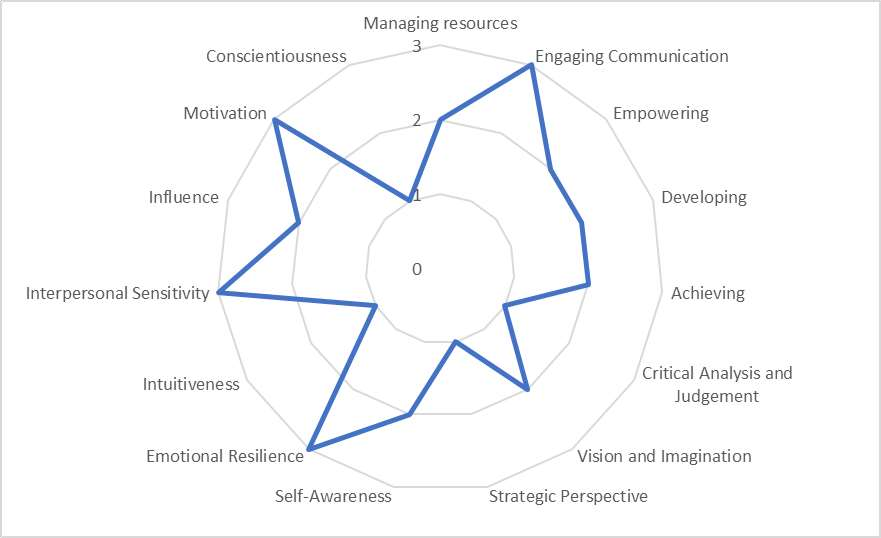 Managing resources
3
Engaging Communication
Conscientiousness
Motivation
Empowering
2
Influence
Developing
1
0
Interpersonal Sensitivity
Achieving
Intuitiveness
Critical Analysis and
Judgement
Emotional Resilience
Vision and Imagination
Self-Awareness
Strategic Perspective